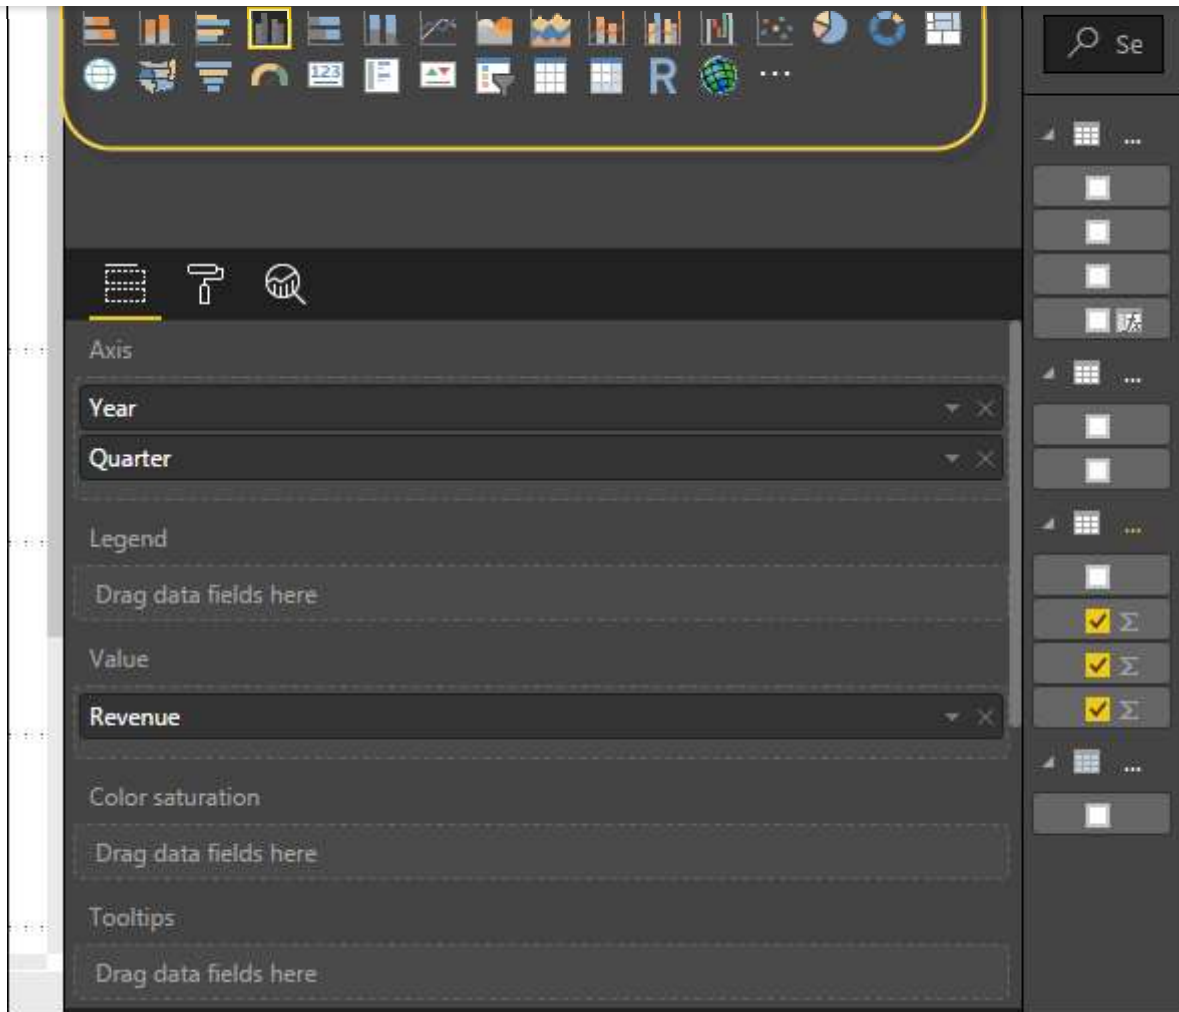 123
R
...
Se
...
Axis
Year
Quarter
...
Legend
...
Drag data fields here
Σ
Value
Σ
Revenue
Σ
...
Color saturation
Drag data fields here
Tooltips
Drag data fields here